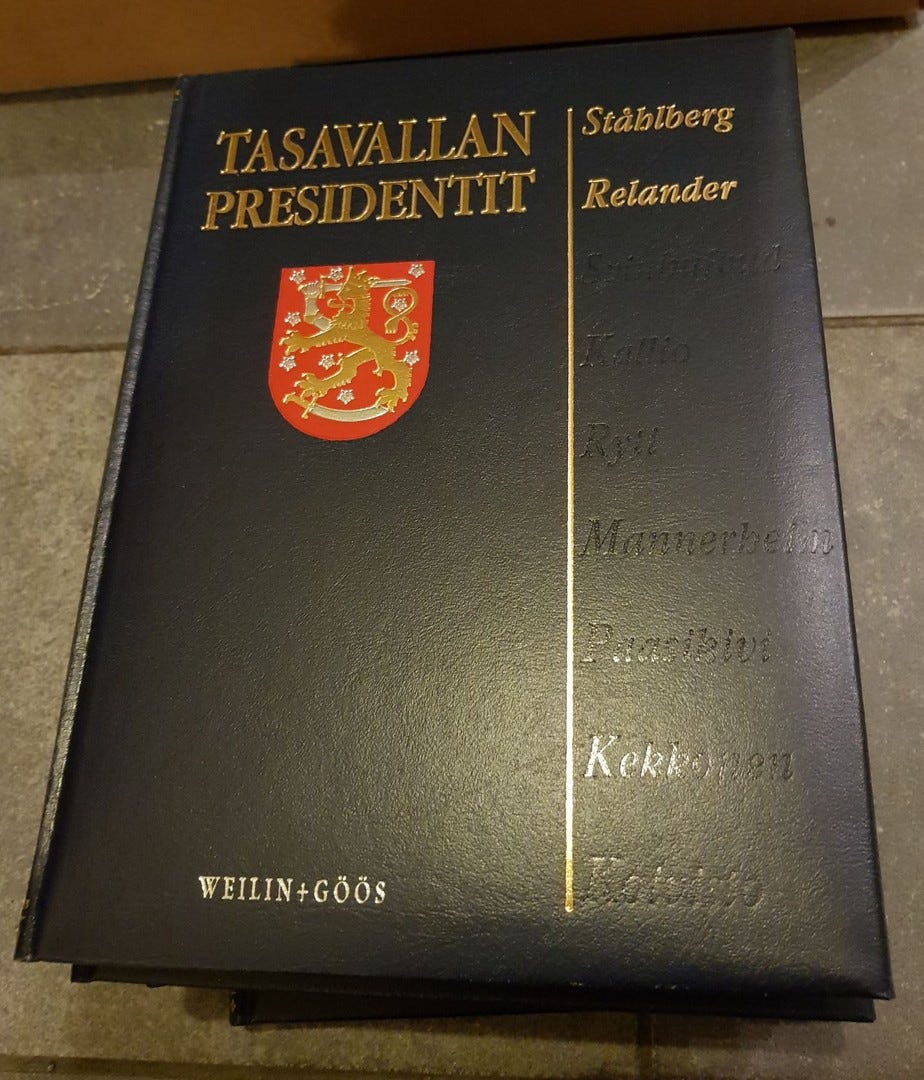 TASAVALLAN
PRESIDENTIT
Ståhlberg
Relander
Svinhufvud
Kallio
Ryti
Mannerheim
Paasikivi
Kekkonen
Koivisto
WEILIN+GÖÖS